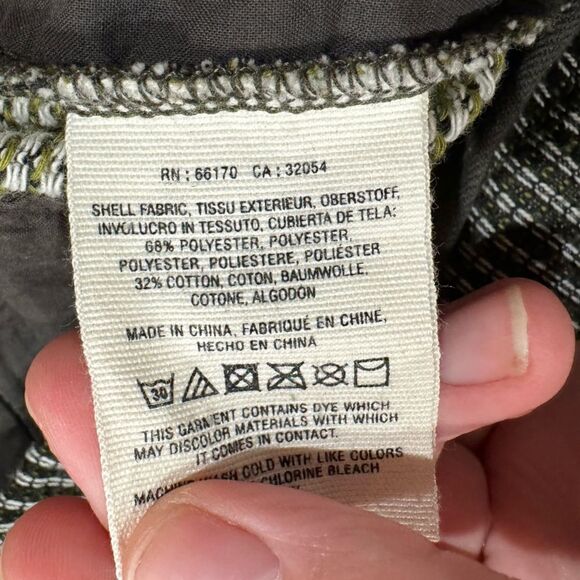 RN : 66170 CA : 32054
SHELL FABRIC, TISSU EXTERIEUR, OBERSTOFF,
INVOLUCRO IN TESSUTO, CUBIERTA DE TELA:
68% POLYESTER, POLYESTER,
POLYESTER, POLIESTERE, POLIÉSTER
32% COTTON, COTON, BAUMWOLLE,
COTONE, ALGODON
MADE IN CHINA, FABRIQUÉ EN CHINE,
HECHO EN CHINA
30
THIS GARMENT CONTAINS DYE WHICH
MAY DISCOLOR MATERIALS WITH WHICH
IT COMES IN CONTACT.
MACHINE WASH COLD WITH LIKE COLORS
CHLORINE BLEACH